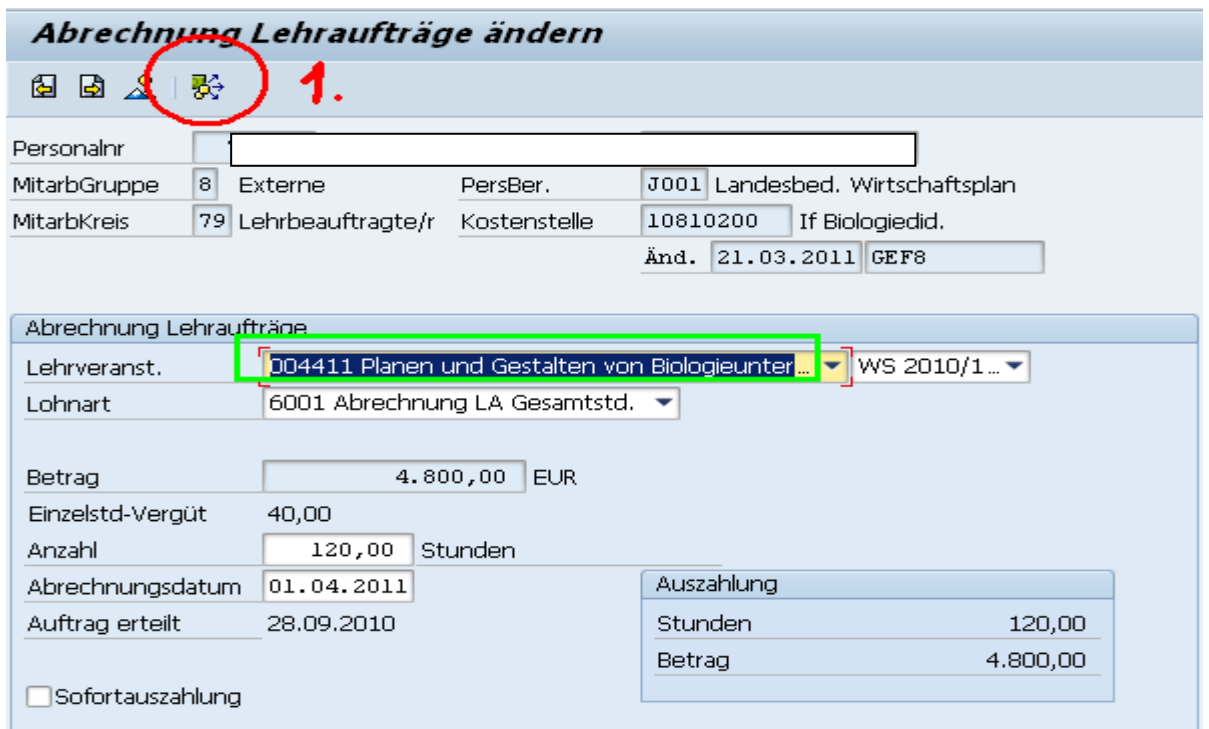 Abrechnung Lehraufträge ändern
1.
Personalnr
MitarbGruppe 8 Externe PersBer. J001 Landesbed. Wirtschaftsplan
MitarbKreis 79 Lehrbeauftragte/r Kostenstelle 10810200 If Biologiedid.
Änd. 21.03.2011 GEF8
Abrechnung Lehraufträge
Lehrveranst. 004411 Planen und Gestalten von Biologieunter... WS 2010/1...
Lohnart 6001 Abrechnung LA Gesamtstd.
Betrag 4.800,00 EUR
Einzelstd-Vergüt 40,00
Anzahl 120,00 Stunden
Abrechnungsdatum 01.04.2011 Auszahlung
Auftrag erteilt 28.09.2010 Stunden 120,00
Betrag 4.800,00
Sofortauszahlung